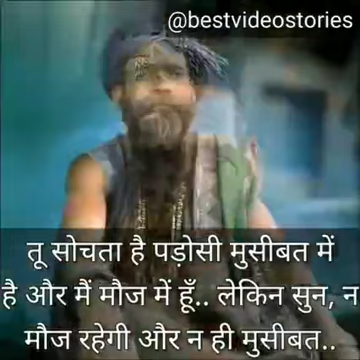 @bestvideostories
तू सोचता है पड़ोसी मुसीबत में
है और मैं मौज में हूँ.. लेकिन सुन, न
मौज रहेगी और न ही मुसीबत..